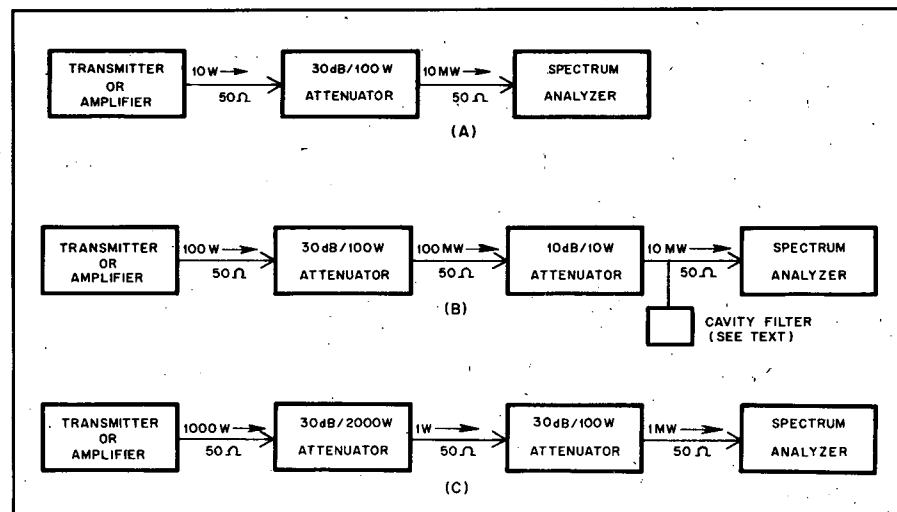 TRANSMITTER
OR
AMPLIFIER
10W
50Ω
30dB/100W
ATTENUATOR
10MW
50Ω
SPECTRUM
ANALYZER
(A)
TRANSMITTER
OR
AMPLIFIER
100W
50Ω
30dB/100W
ATTENUATOR
100MW
50Ω
10dB/10W
ATTENUATOR
10MW
50Ω
SPECTRUM
ANALYZER
CAVITY FILTER
(SEE TEXT)
(B)
TRANSMITTER
OR
AMPLIFIER
1000W
50Ω
30dB/2000W
ATTENUATOR
1W
50Ω
30dB/100W
ATTENUATOR
1MW
50Ω
SPECTRUM
ANALYZER
(C)